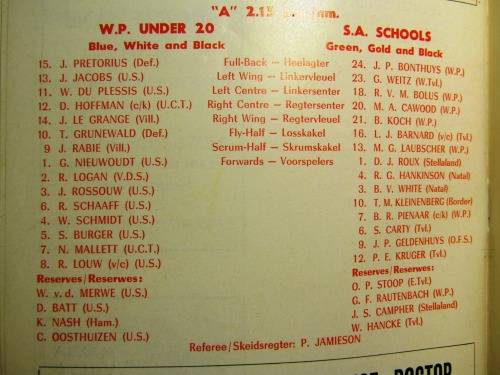 "A" 2.15
W.P. UNDER 20 S.A. SCHOOLS
Blue, White and Black Green, Gold and Black
15. J. PRETORIUS (Def.) Full-Back — Heelagter 24. J. P. BONTHUYS (W.P.)
13. J. JACOBS (U.S.) Left Wing — Linkervleuel 23. G. WEITZ (W.Tvl.)
11. W. DU PLESSIS (U.S.) Left Centre — Linkersenter 18. R. V. M. BOLUS (W.P.)
12. D. HOFFMAN (c/k) (U.C.T.) Right Centre — Regtersenter 20. M. A. CAWOOD (W.P.)
14. J. LE GRANGE (Vill.) Right Wing — Regtervleuel 21. B. KOCH (W.P.)
10. T. GRUNEWALD (Def.) Fly-Half — Losskakel 16. L. J. BARNARD (v/c) (Tvl.)
9 J. RABIE (Vill.) Serum-Half — Skrumskakel 13. M. G. LAUBSCHER (W.P.)
1. G. NIEUWOUDT (U.S.) Forwards — Voorspelers 1. D. J. ROUX (Stellaland)
2. R. LOGAN (V.D.S.) 4. R. G. HANKINSON (Natal)
3. J. ROSSOUW (U.S.) 3. B. V. WHITE (Natal)
6. R. SCHAAFF (U.S.) 10. T. M. KLEINENBERG (Border)
4. W. SCHMIDT (U.S.) 7. B. R. PIENAAR (c/k) (W.P.)
5. S. BURGER (U.S.) 6. S. CARTY (Tvl.)
7. N. MALLETT (U.C.T.) 9. J. P. GELDENHUYS (O.F.S.)
8. R. LOUW (v/c) (U.S.) 12. P. E. KRUGER (Tvl.)
Reserves/Reserwes: Reserves/Reserwes:
W. v. d. MERWE (U.S.) O. P. STOOP (E.Tvl.)
D. BATT (U.S.) G. F. RAUTENBACH (W.P.)
K. NASH (Ham.) J. S. CAMPHER (Stellaland)
C. OOSTHUIZEN (U.S.) W. HANCKE (Tvl.)
Referee/Skeidsregter: P. JAMIESON
DOCTOR